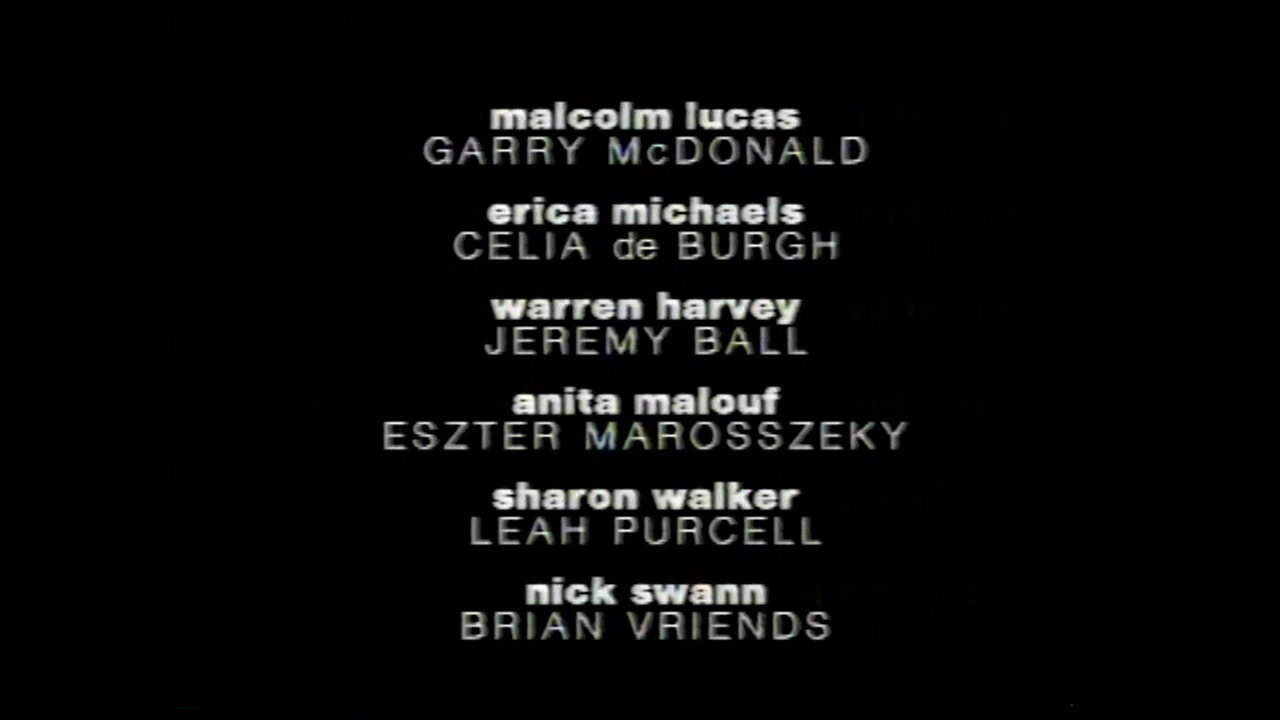 malcolm lucas
GARRY McDONALD
erica michaels
CELIA de BURGH
warren harvey
JEREMY BALL
anita malouf
ESZTER MAROSSZEKY
sharon walker
LEAH PURCELL
nick swann
BRIAN VRIENDS